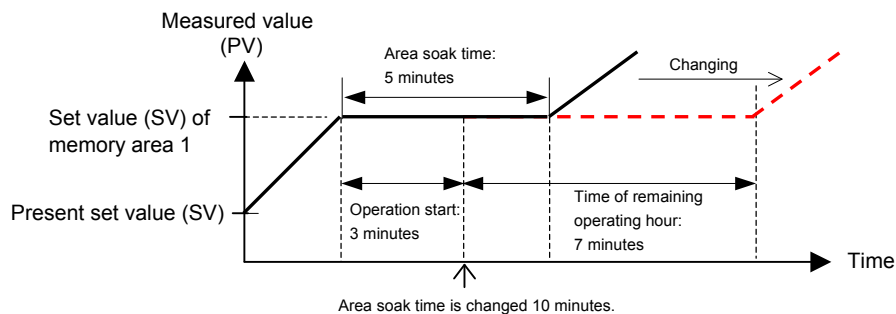 Measured value
(PV)
Area soak time:
5 minutes
Changing
Set value (SV) of
memory area 1
Present set value (SV)
Operation start:
3 minutes
Time of remaining
operating hour:
7 minutes
Time
Area soak time is changed 10 minutes.